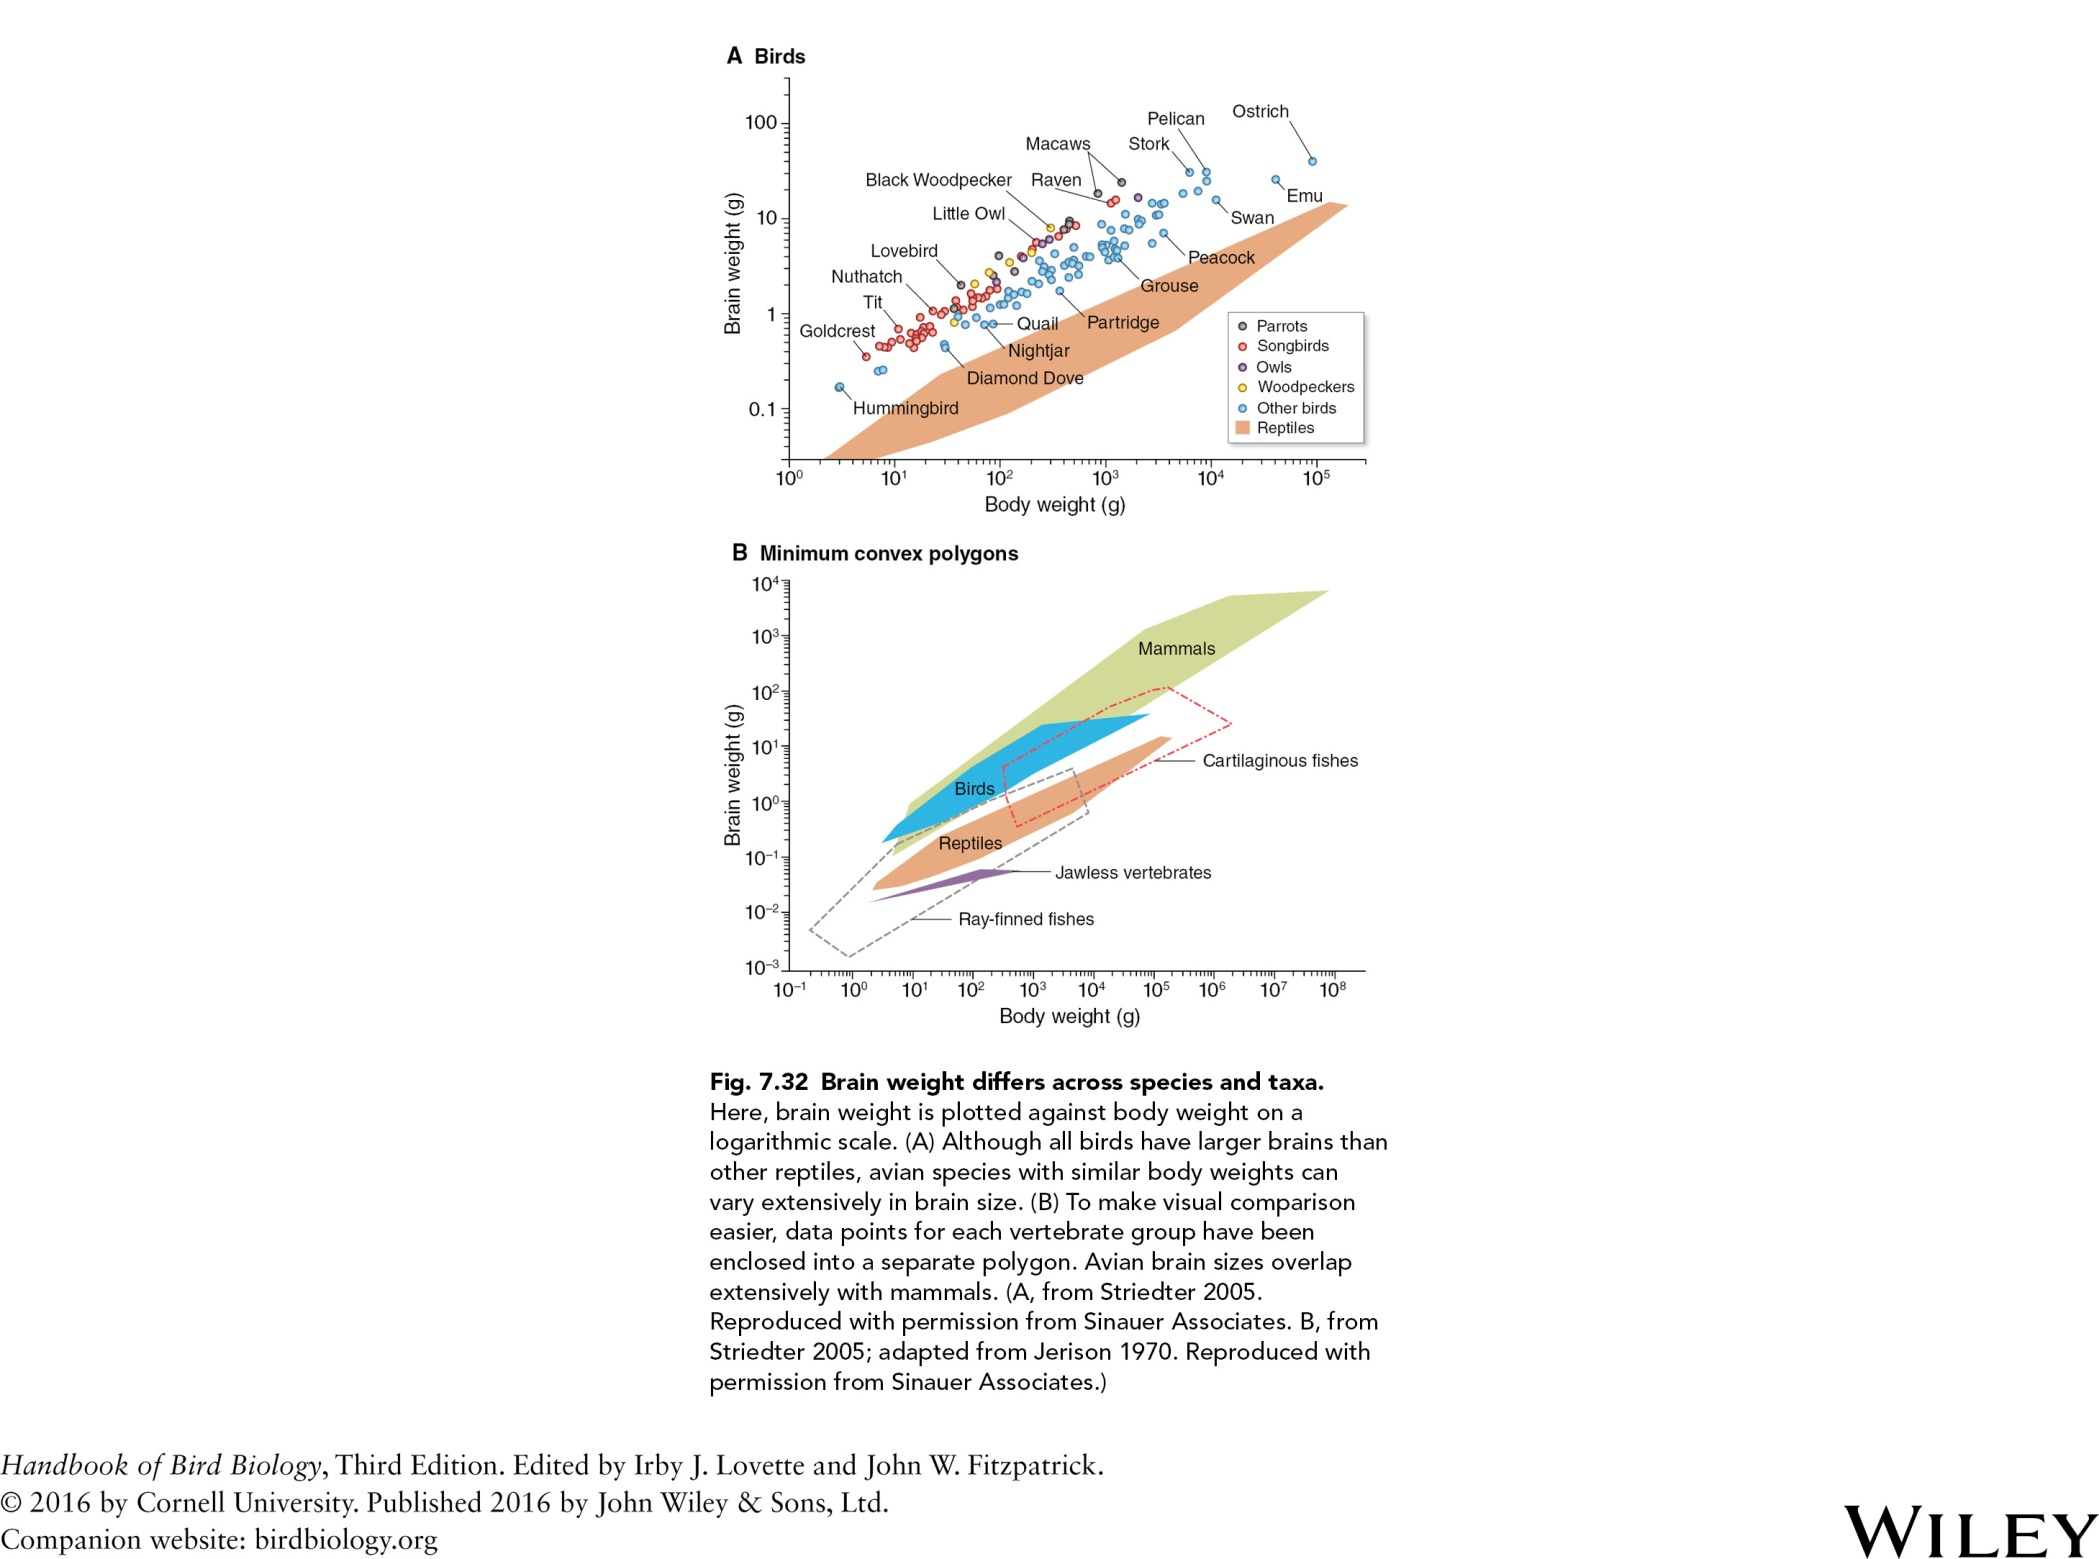 A Birds
Brain weight (g)
100
10
1
0.1
Ostrich
Pelican
Macaws
Stork
Black Woodpecker
Raven
Emu
Little Owl
Swan
Lovebird
Peacock
Nuthatch
Grouse
Tit
Goldcrest
Quail
Partridge
Nightjar
Diamond Dove
Hummingbird
Parrots
Songbirds
Owls
Woodpeckers
Other birds
Reptiles
10⁰ 10¹ 10² 10³ 10⁴ 10⁵
Body weight (g)
B Minimum convex polygons
Brain weight (g)
10⁴
10³
10²
10¹
10⁰
10⁻¹
10⁻²
10⁻³
Mammals
Cartilaginous fishes
Birds
Reptiles
Jawless vertebrates
Ray-finned fishes
10⁻¹ 10⁰ 10¹ 10² 10³ 10⁴ 10⁵ 10⁶ 10⁷ 10⁸
Body weight (g)
Fig. 7.32 Brain weight differs across species and taxa.
Here, brain weight is plotted against body weight on a
logarithmic scale. (A) Although all birds have larger brains than
other reptiles, avian species with similar body weights can
vary extensively in brain size. (B) To make visual comparison
easier, data points for each vertebrate group have been
enclosed into a separate polygon. Avian brain sizes overlap
extensively with mammals. (A, from Striedter 2005.
Reproduced with permission from Sinauer Associates. B, from
Striedter 2005; adapted from Jerison 1970. Reproduced with
permission from Sinauer Associates.)
Handbook of Bird Biology, Third Edition. Edited by Irby J. Lovette and John W. Fitzpatrick.
© 2016 by Cornell University. Published 2016 by John Wiley & Sons, Ltd.
Companion website: birdbiology.org
WILEY